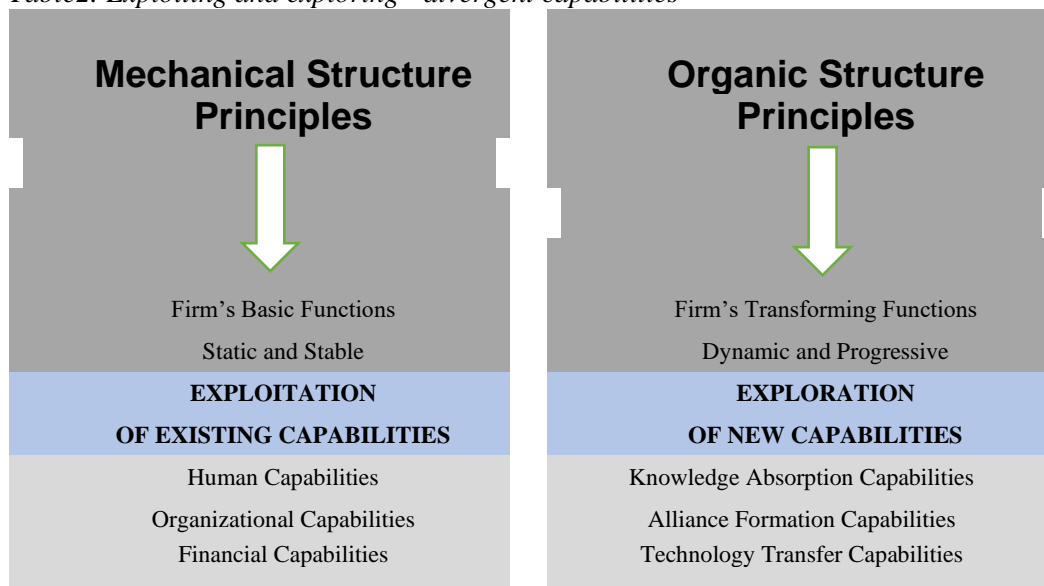 Table2: Exploiting and exploring - divergent capabilities
Mechanical Structure
Principles
Firm's Basic Functions
Static and Stable
EXPLOITATION
OF EXISTING CAPABILITIES
Human Capabilities
Organizational Capabilities
Financial Capabilities
Organic Structure
Principles
Firm's Transforming Functions
Dynamic and Progressive
EXPLORATION
OF NEW CAPABILITIES
Knowledge Absorption Capabilities
Alliance Formation Capabilities
Technology Transfer Capabilities